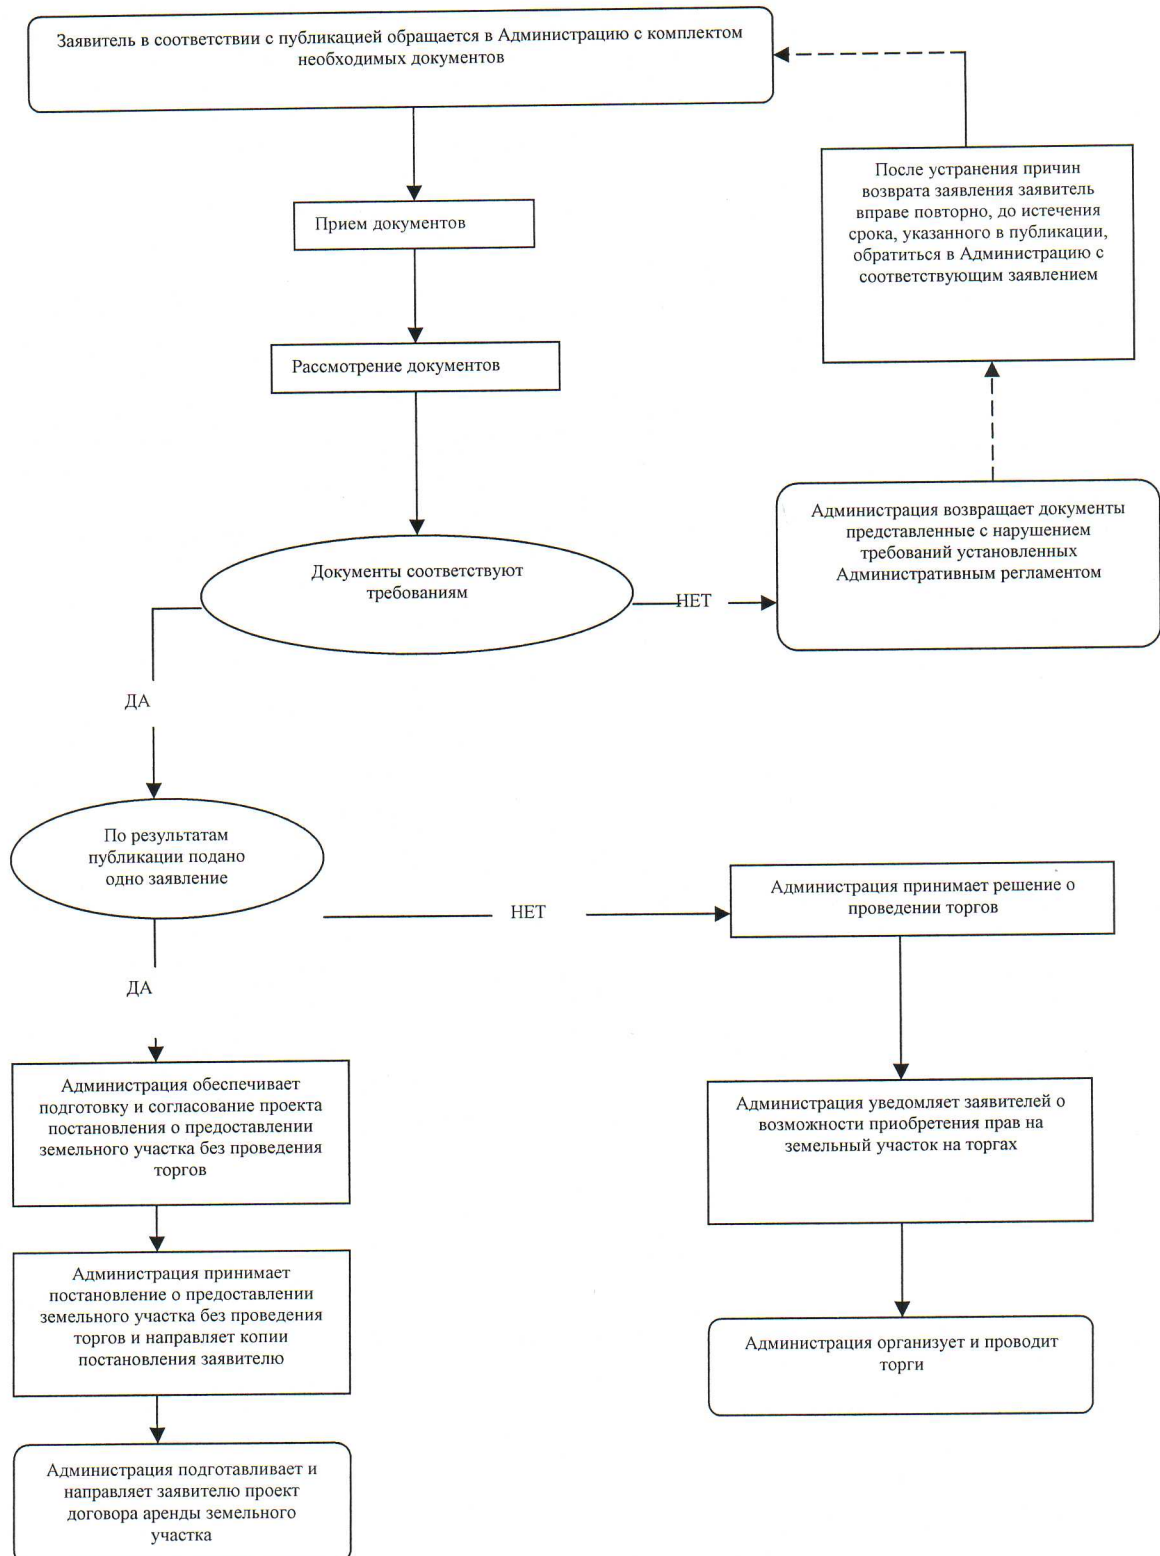 Заявитель в соответствии с публикацией обращается в Администрацию с комплектом
необходимых документов
После устранения причин
возврата заявления заявитель
вправе повторно, до истечения
срока, указанного в публикации,
обратиться в Администрацию с
соответствующим заявлением
Прием документов
Рассмотрение документов
Администрация возвращает документы
представленные с нарушением
требований установленных
Административным регламентом
Документы соответствуют
требованиям
НЕТ
ДА
По результатам
публикации подано
одно заявление
НЕТ
Администрация принимает решение о
проведении торгов
ДА
Администрация обеспечивает
подготовку и согласование проекта
постановления о предоставлении
земельного участка без проведения
торгов
Администрация уведомляет заявителей о
возможности приобретения прав на
земельный участок на торгах
Администрация принимает
постановление о предоставлении
земельного участка без проведения
торгов и направляет копии
постановления заявителю
Администрация организует и проводит
торги
Администрация подготавливает и
направляет заявителю проект
договора аренды земельного
участка